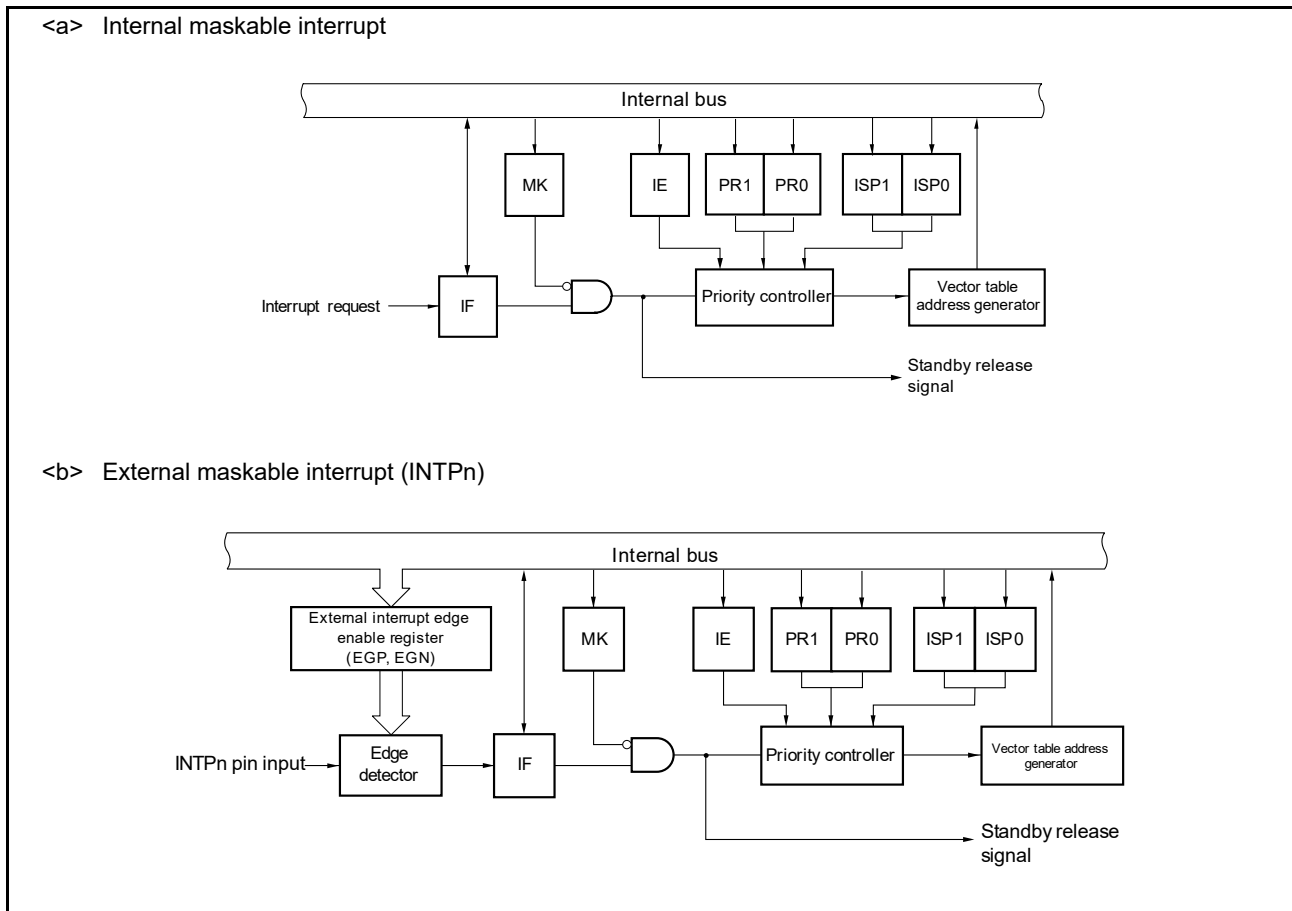 <a> Internal maskable interrupt
Internal bus
MK
IE
PR1
PR0
ISP1
ISP0
Interrupt request
IF
Priority controller
Vector table
address generator
Standby release
signal
<b> External maskable interrupt (INTPn)
Internal bus
External interrupt edge
enable register
(EGP, EGN)
MK
IE
PR1
PR0
ISP1
ISP0
INTPn pin input
Edge
detector
IF
Priority controller
Vector table address
generator
Standby release
signal